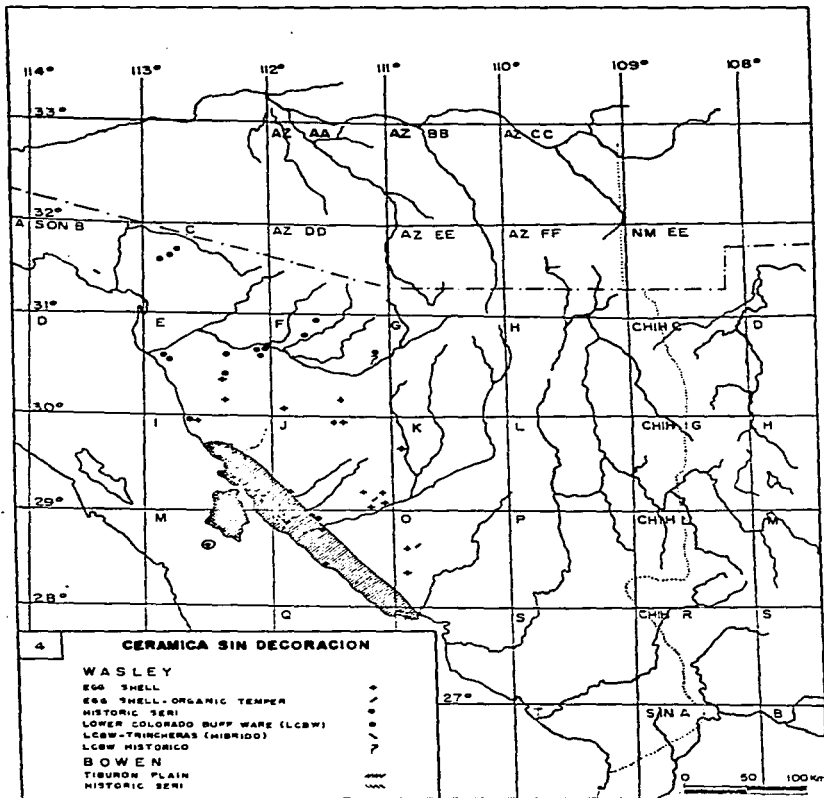 114° 113° 112° 111° 110° 109° 108°
33°
AZ AA AZ BB AZ CC
32°
A SON B C AZ DD AZ EE AZ FF NM EE
31°
D E F G H CHIH C D
30°
I J K L CHIH G H
29°
M O P CHIH L M
28°
Q S CHIH R S
27°
T SIN A B
4 CERAMICA SIN DECORACION
WASLEY
EGG SHELL
EGG SHELL-ORGANIC TEMPER
HISTORIC SERI
LOWER COLORADO BUFF WARE (LCBW)
LCBW-TRINCHERAS (HIBRIDO)
LCBW HISTORICO
BOWEN
TIBURON PLAIN
HISTORIC SERI
0 50 100 Km